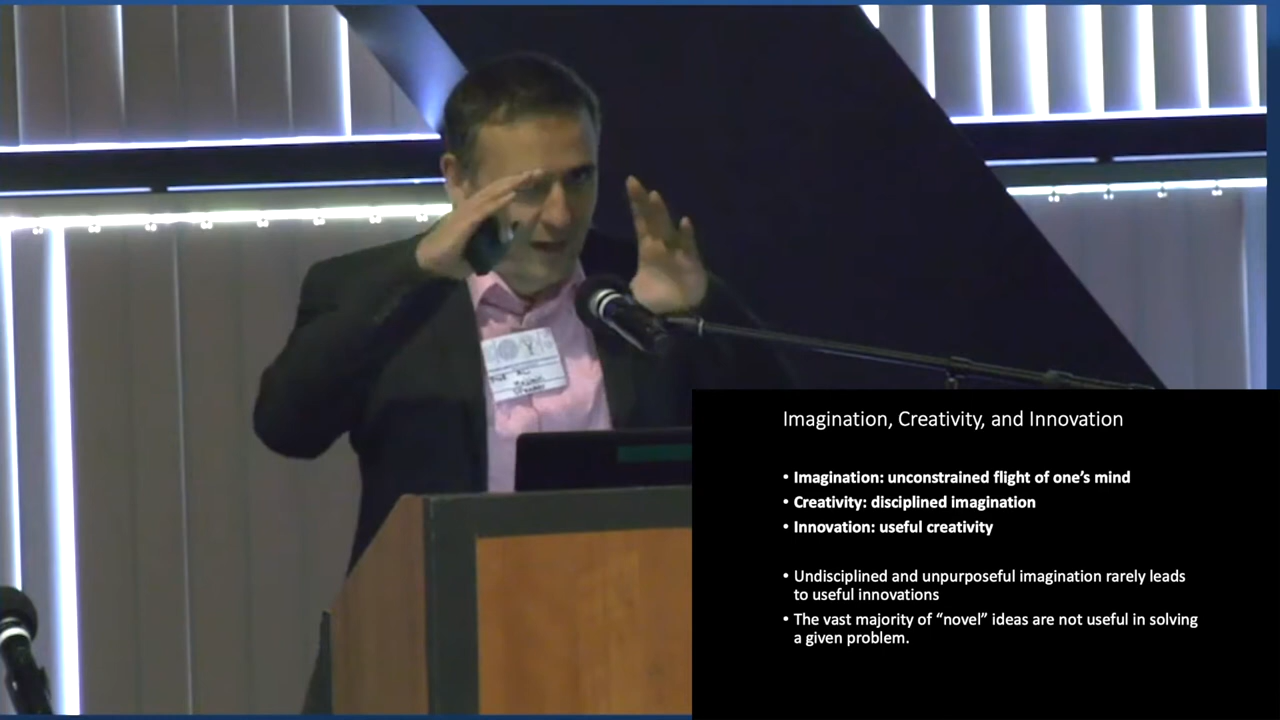 Imagination, Creativity, and Innovation
• Imagination: unconstrained flight of one’s mind
• Creativity: disciplined imagination
• Innovation: useful creativity
• Undisciplined and unpurposeful imagination rarely leads
to useful innovations
• The vast majority of “novel” ideas are not useful in solving
a given problem.